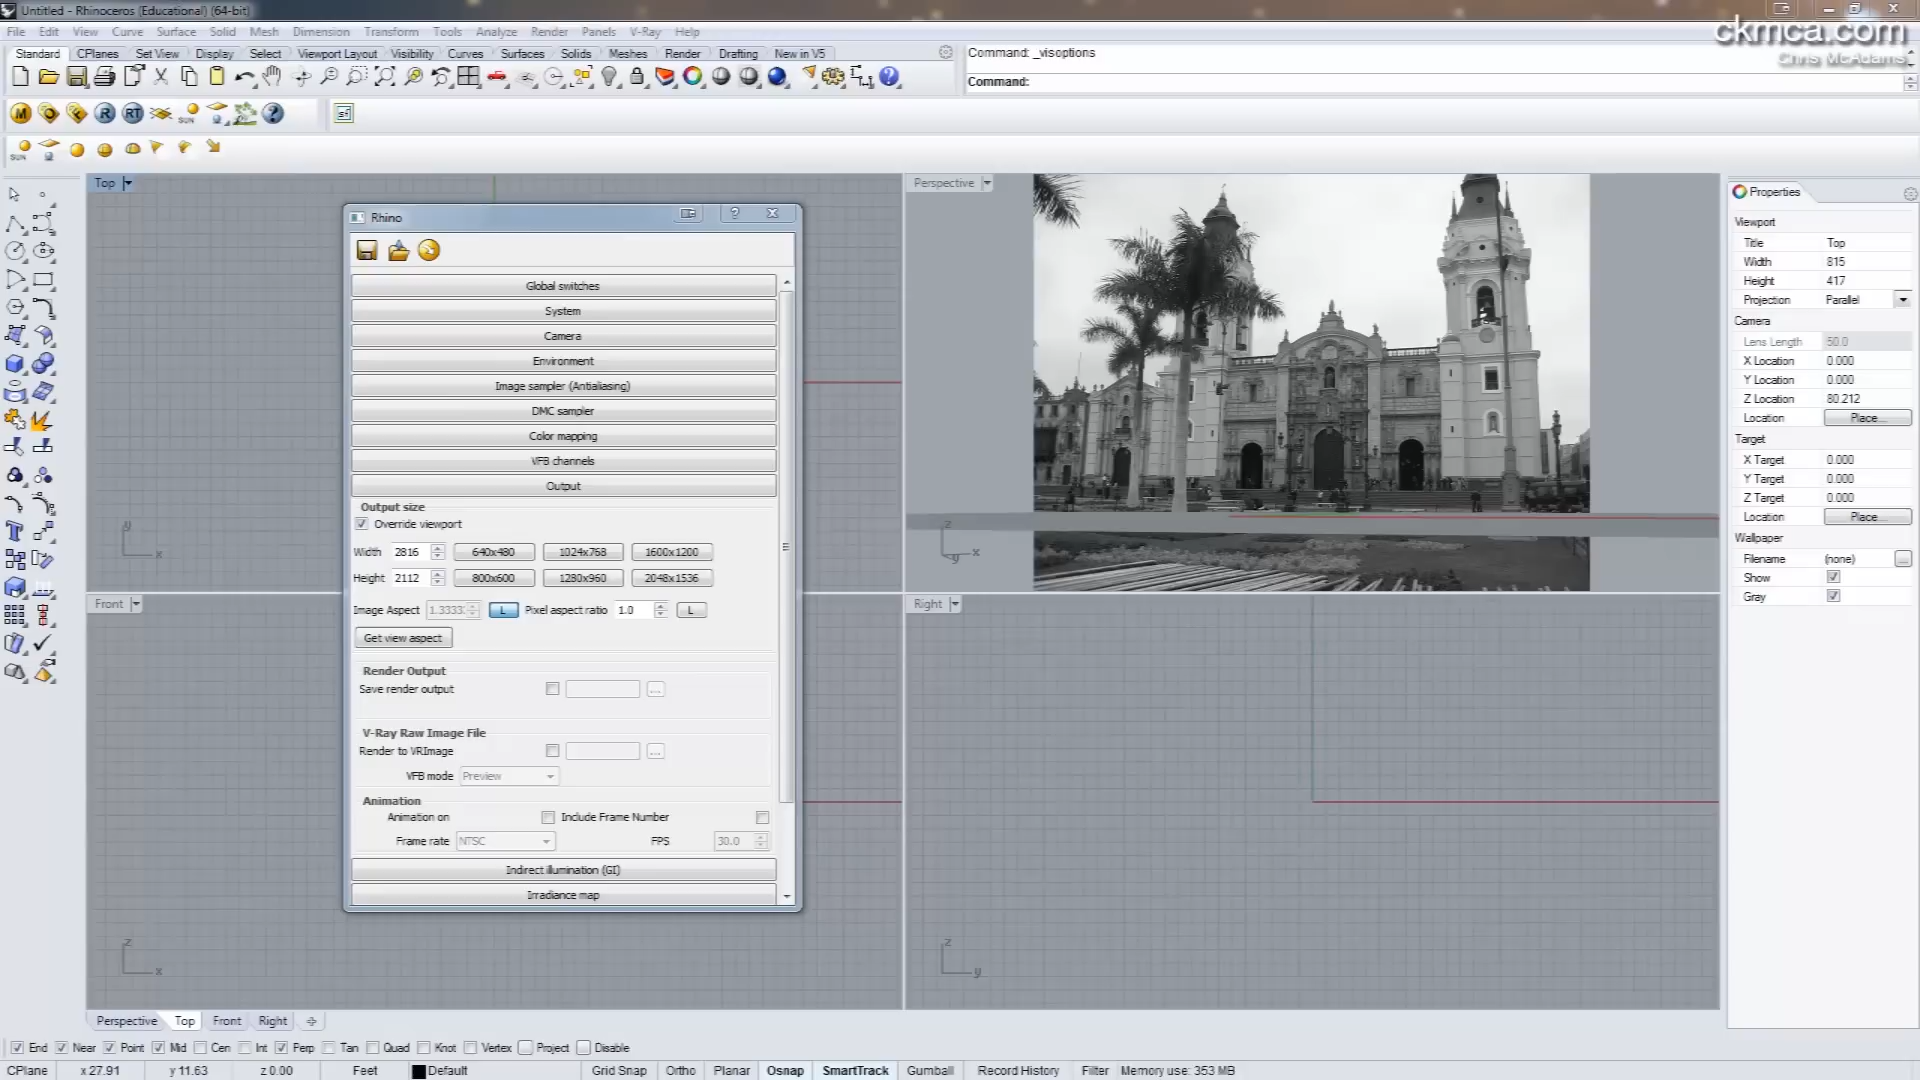 Untitled - Rhinoceros (Educational) (64-bit)
ckmca.com
Chris McAdams
File Edit View Curve Surface Solid Mesh Dimension Transform Tools Analyze Render Panels V-Ray Help
Standard CPlanes Set View Display Select Viewport Layout Visibility Curves Surfaces Solids Meshes Render Drafting New in V5
Command: _visoptions
Command:
M R RT SUN
SUN
Top
Perspective
Front
Right
Rhino
Global switches
System
Camera
Environment
Image sampler (Antialiasing)
DMC sampler
Color mapping
VFB channels
Output
Output size
Override viewport
Width 2816 640x480 1024x768 1600x1200
Height 2112 800x600 1280x960 2048x1536
Image Aspect 1.3333 L Pixel aspect ratio 1.0 L
Get view aspect
Render Output
Save render output ...
V-Ray Raw Image File
Render to VRImage ...
VFB mode Preview
Animation
Animation on Include Frame Number
Frame rate NTSC FPS 30.0
Indirect illumination (GI)
Irradiance map
Properties
Viewport
Title Top
Width 815
Height 417
Projection Parallel
Camera
Lens Length 50.0
X Location 0.000
Y Location 0.000
Z Location 80.212
Location Place...
Target
X Target 0.000
Y Target 0.000
Z Target 0.000
Location Place...
Wallpaper
Filename (none) ...
Show
Gray
y x
z y x
z x
z y
Perspective Top Front Right
End Near Point Mid Cen Int Perp Tan Quad Knot Vertex Project Disable
CPlane x 27.91 y 11.63 z 0.00 Feet Default Grid Snap Ortho Planar Osnap SmartTrack Gumball Record History Filter Memory use: 353 MB